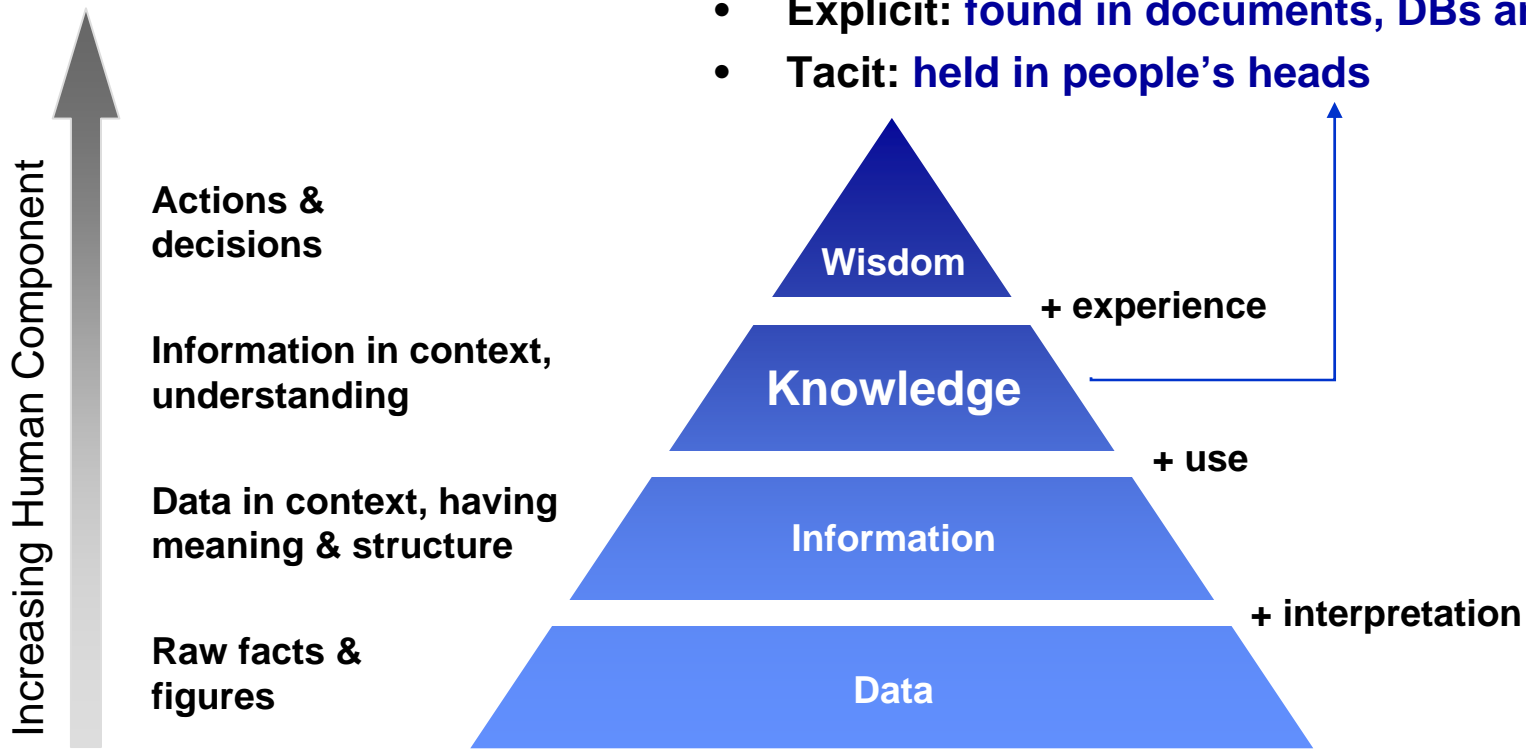 • Explicit: found in documents, DBs
• Tacit: held in people’s heads
Increasing Human Component
Actions &
decisions
Wisdom
+ experience
Information in context,
understanding
Knowledge
+ use
Data in context, having
meaning & structure
Information
+ interpretation
Raw facts &
figures
Data